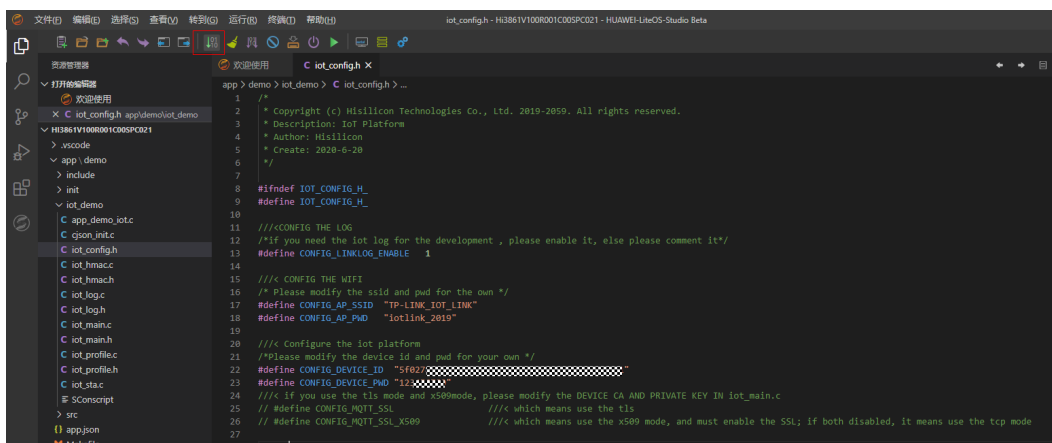 文件(F) 编辑(E) 选择(S) 查看(V) 转到(G) 运行(R) 终端(T) 帮助(H) iot_config.h - Hi3861V100R001C00SPC021 - HUAWEI-LiteOS-Studio Beta
资源管理器
打开的编辑器
欢迎使用
C iot_config.h app\demo\iot_demo
HI3861V100R001C00SPC021
.vscode
app \ demo
include
init
iot_demo
C app_demo_iot.c
C cjson_init.c
C iot_config.h
C iot_hmac.c
C iot_hmac.h
C iot_log.c
C iot_log.h
C iot_main.c
C iot_main.h
C iot_profile.c
C iot_profile.h
C iot_sta.c
SConscript
src
{} app.json
欢迎使用 C iot_config.h
app > demo > iot_demo > C iot_config.h > ...
1 /*
2 * Copyright (c) Hisilicon Technologies Co., Ltd. 2019-2059. All rights reserved.
3 * Description: IoT Platform
4 * Author: Hisilicon
5 * Create: 2020-6-20
6 */
7
8 #ifndef IOT_CONFIG_H_
9 #define IOT_CONFIG_H_
10
11 ///<CONFIG THE LOG
12 /*if you need the iot log for the development , please enable it, else please comment it*/
13 #define CONFIG_LINKLOG_ENABLE 1
14
15 ///< CONFIG THE WIFI
16 /* Please modify the ssid and pwd for the own */
17 #define CONFIG_AP_SSID "TP-LINK_IOT_LINK"
18 #define CONFIG_AP_PWD "iotlink_2019"
19
20 ///< Configure the iot platform
21 /*Please modify the device id and pwd for your own */
22 #define CONFIG_DEVICE_ID "5f027 "
23 #define CONFIG_DEVICE_PWD "123 "
24 ///< if you use the tls mode and x509mode, please modify the DEVICE CA AND PRIVATE KEY IN iot_main.c
25 // #define CONFIG_MQTT_SSL ///< which means use the tls
26 // #define CONFIG_MQTT_SSL_X509 ///< which means use the x509 mode, and must enable the SSL; if both disabled, it means use the tcp mode
27